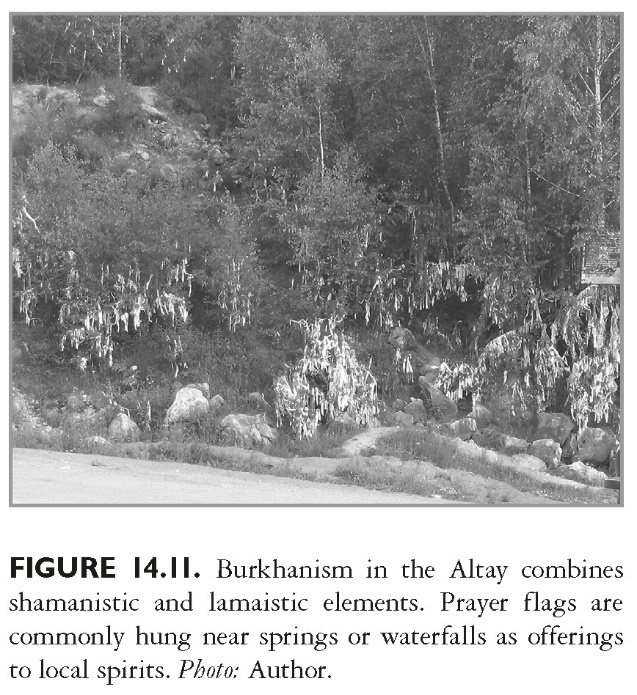 FIGURE 14.11. Burkhanism in the Altay combines
shamanistic and lamaistic elements. Prayer flags are
commonly hung near springs or waterfalls as offerings
to local spirits. Photo: Author.